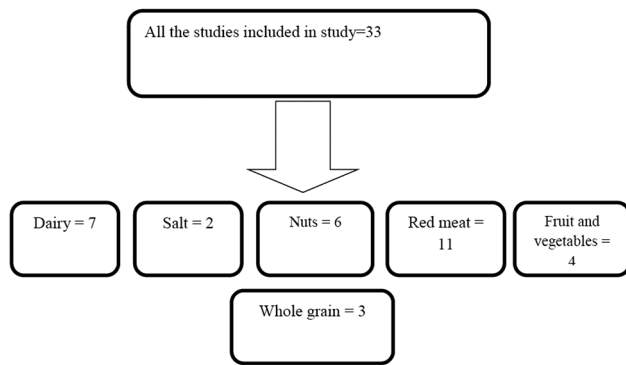 All the studies included in study=33
Dairy = 7
Salt = 2
Nuts = 6
Red meat =
11
Fruit and
vegetables =
4
Whole grain = 3